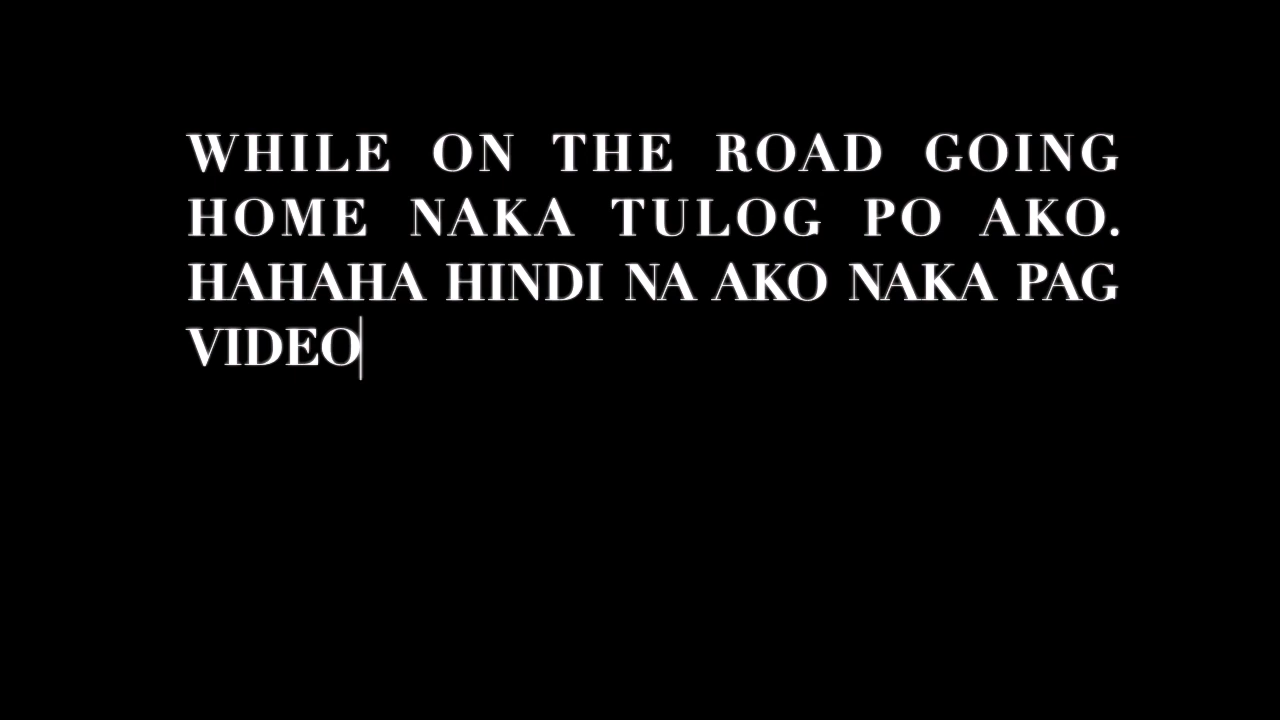 WHILE ON THE ROAD GOING
HOME NAKA TULOG PO AKO.
HAHAHA HINDI NA AKO NAKA PAG
VIDEO